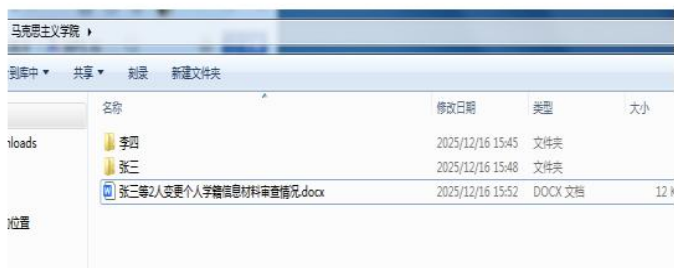 马克思主义学院
到库中 共享 刻录 新建文件夹
名称 修改日期 类型 大小
nloads
李四 2025/12/16 15:45 文件夹
张三 2025/12/16 15:48 文件夹
张三等2人变更个人学籍信息材料审查情况.docx 2025/12/16 15:52 DOCX 文档 12 K
的位置